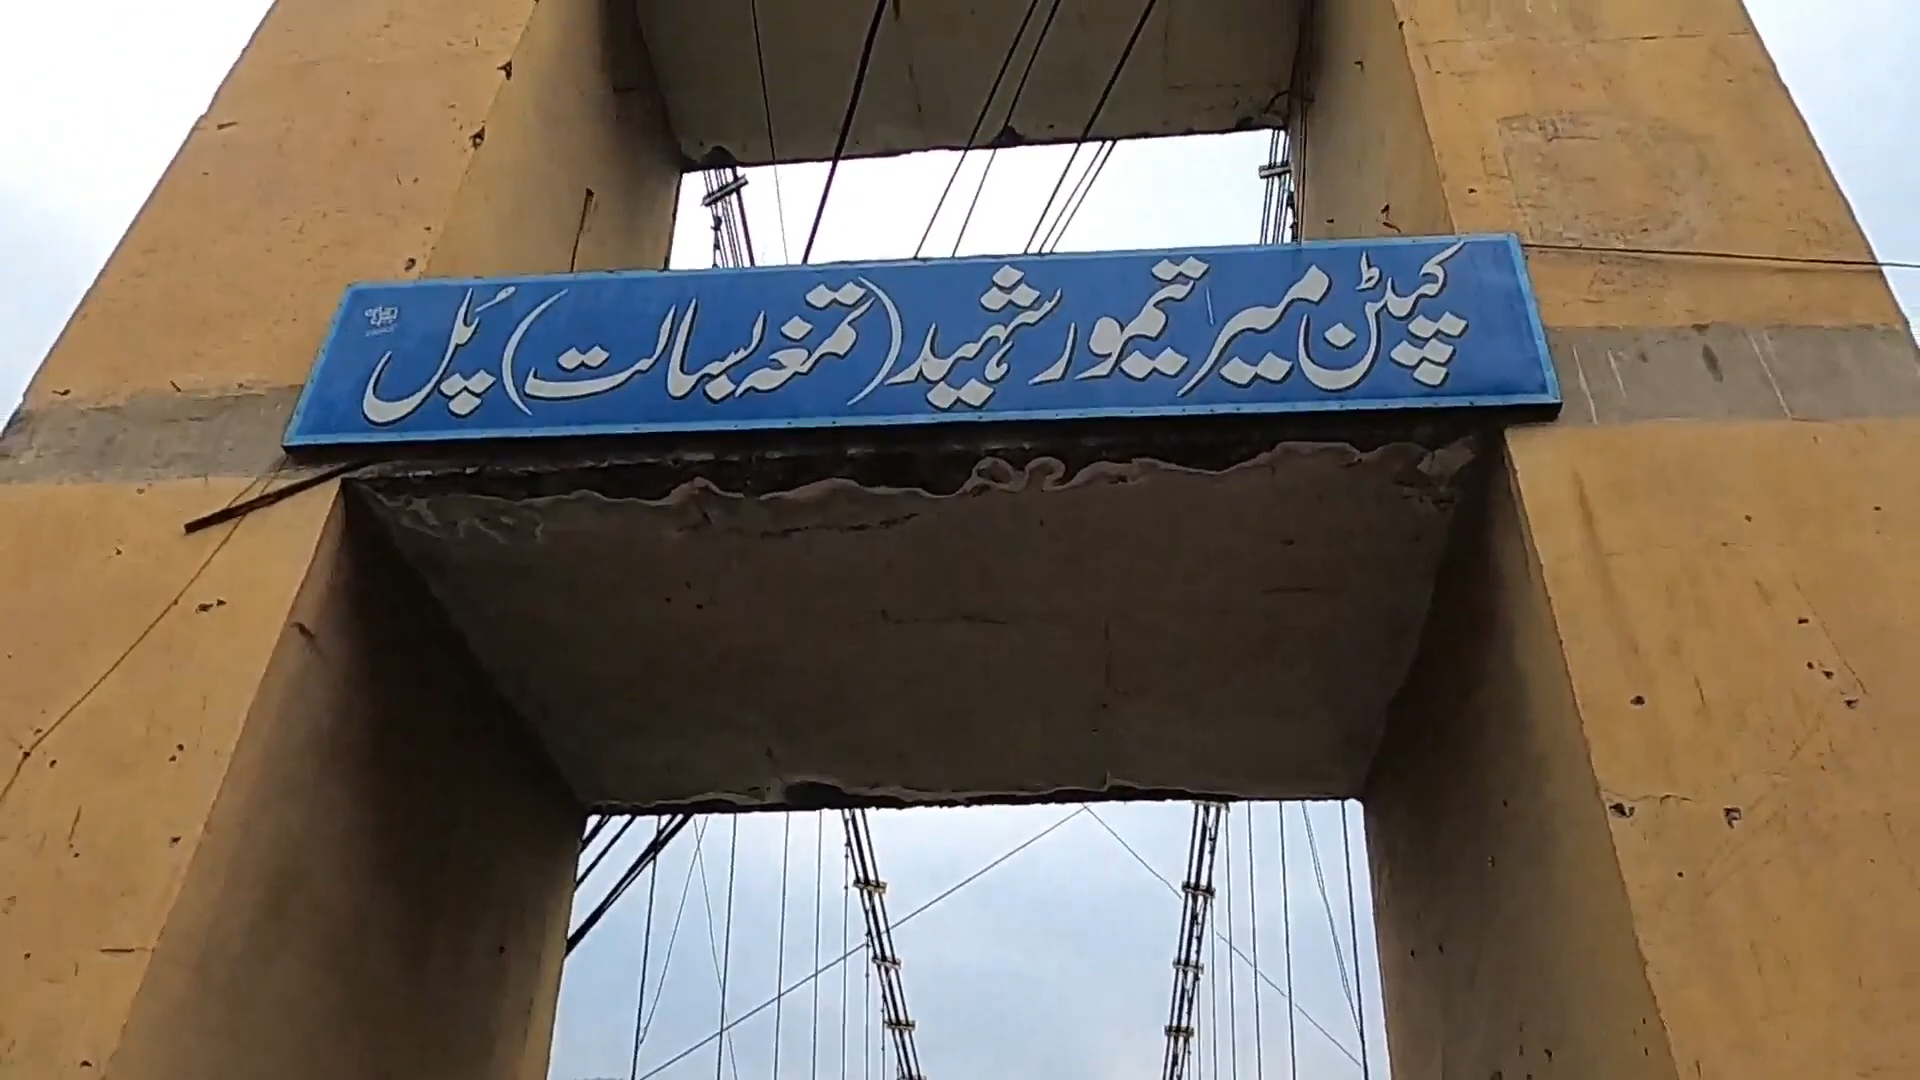 کیپٹن میر تیمور شہید (تمغہ بسالت) پُل